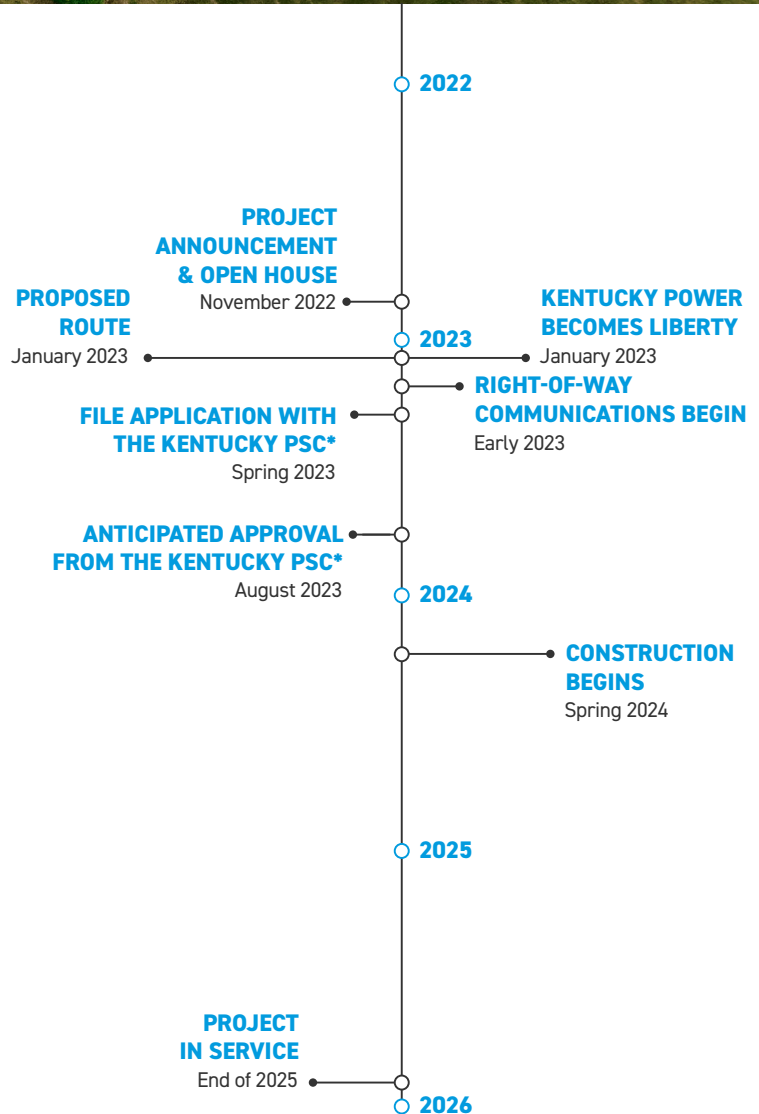 2022
PROJECT
ANNOUNCEMENT
& OPEN HOUSE
November 2022
2023
PROPOSED
ROUTE
January 2023
KENTUCKY POWER
BECOMES LIBERTY
January 2023
RIGHT-OF-WAY
COMMUNICATIONS BEGIN
Early 2023
FILE APPLICATION WITH
THE KENTUCKY PSC*
Spring 2023
ANTICIPATED APPROVAL
FROM THE KENTUCKY PSC*
August 2023
2024
CONSTRUCTION
BEGINS
Spring 2024
2025
PROJECT
IN SERVICE
End of 2025
2026